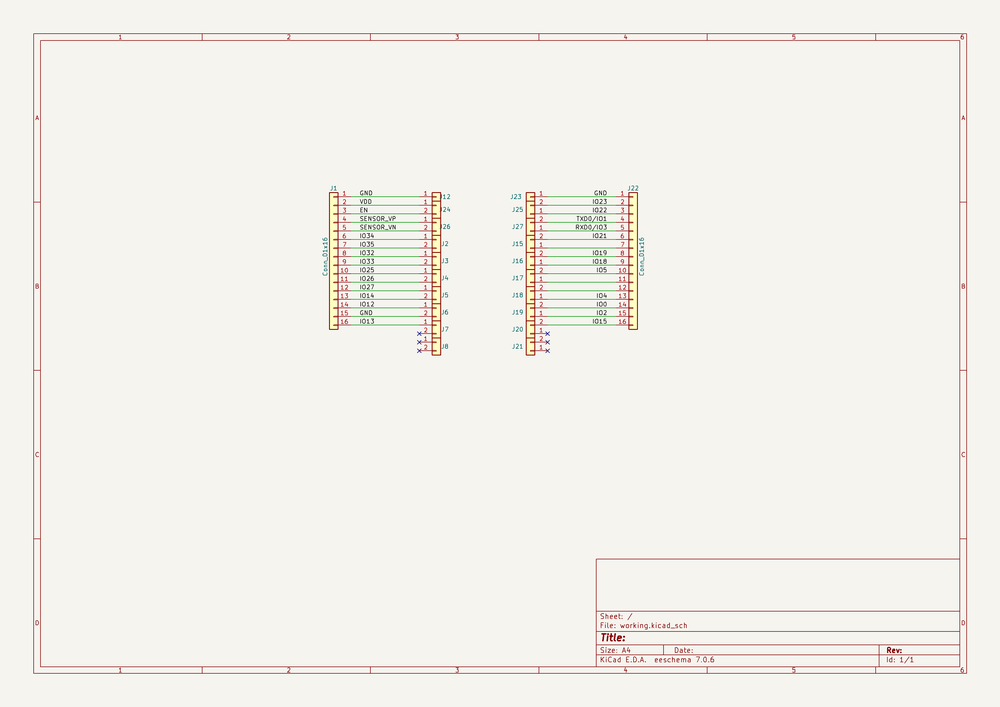 1 2 3 4 5 6
A A
B B
C C
D D
J1
Conn_01x16
1 GND 1 J12
2 VDD 1
3 EN 2 J24
4 SENSOR_VP 1
5 SENSOR_VN 2 J26
6 IO34 1
7 IO35 2 J2
8 IO32 1
9 IO33 2 J3
10 IO25 1
11 IO26 2 J4
12 IO27 1
13 IO14 2 J5
14 IO12 1
15 GND 2 J6
16 IO13 1
2 J7
1
2 J8
J22
Conn_01x16
J23 1 GND 1
2 IO23 2
J25 1 IO22 3
2 TXD0/IO1 4
J27 1 RXD0/IO3 5
2 IO21 6
J15 1 7
2 IO19 8
J16 1 IO18 9
2 IO5 10
J17 1 11
2 12
J18 1 IO4 13
2 IO0 14
J19 1 IO2 15
2 IO15 16
J20 1
2
J21 1
Sheet: /
File: working.kicad_sch
Title:
Size: A4 Date: Rev:
KiCad E.D.A. eeschema 7.0.6 Id: 1/1
1 2 3 4 5 6